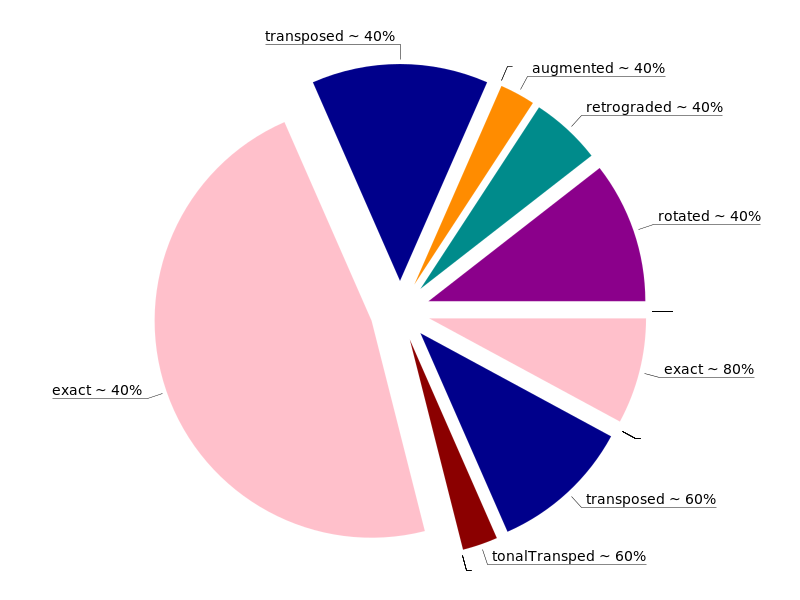 transposed ~ 40%
augmented ~ 40%
retrograded ~ 40%
rotated ~ 40%
exact ~ 80%
exact ~ 40%
transposed ~ 60%
tonalTransped ~ 60%